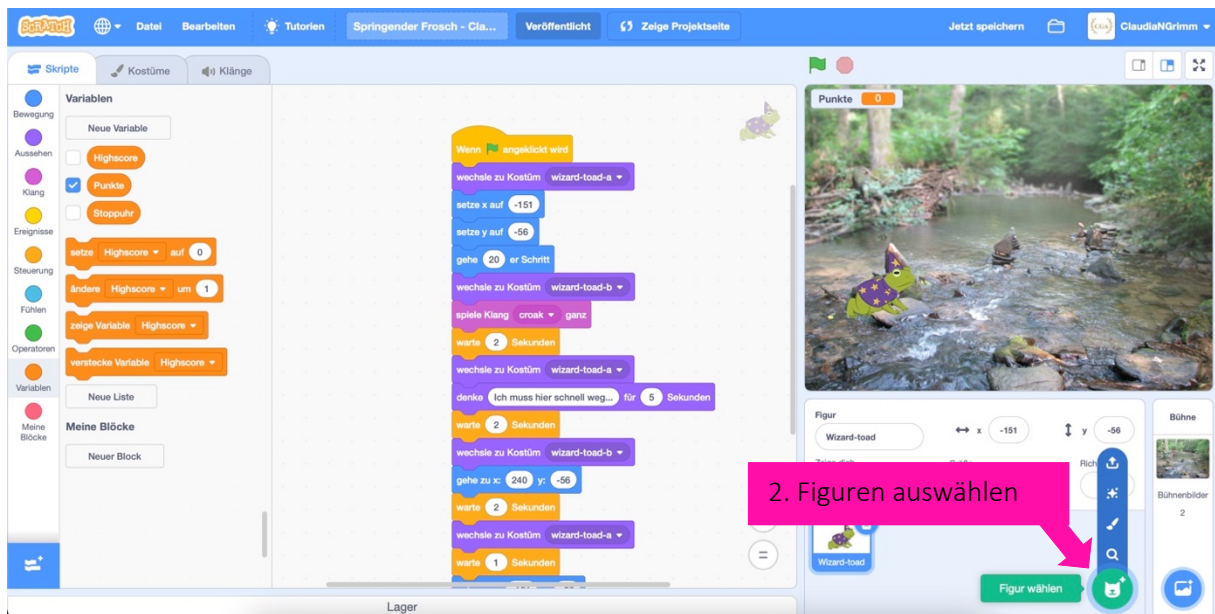 SCRATCH
Datei
Bearbeiten
Tutorien
Springender Frosch - Cla...
Veröffentlicht
Zeige Projektseite
Jetzt speichern
ClaudiaNGrimm
Skripte
Kostüme
Klänge
Bewegung
Aussehen
Klang
Ereignisse
Steuerung
Fühlen
Operatoren
Variablen
Meine
Blöcke
Variablen
Neue Variable
Highscore
Punkte
Stoppuhr
setze Highscore auf 0
ändere Highscore um 1
zeige Variable Highscore
verstecke Variable Highscore
Neue Liste
Meine Blöcke
Neuer Block
Wenn angeklickt wird
wechsle zu Kostüm wizard-toad-a
setze x auf -151
setze y auf -56
gehe 20 er Schritt
wechsle zu Kostüm wizard-toad-b
spiele Klang croak ganz
warte 2 Sekunden
wechsle zu Kostüm wizard-toad-a
denke Ich muss hier schnell weg... für 5 Sekunden
warte 2 Sekunden
wechsle zu Kostüm wizard-toad-b
gehe zu x: 240 y: -56
warte 2 Sekunden
wechsle zu Kostüm wizard-toad-a
warte 1 Sekunden
Lager
Punkte 0
Figur
Wizard-toad
x -151
y -56
2. Figuren auswählen
Wizard-toad
Figur wählen
Bühne
Bühnenbilder
2